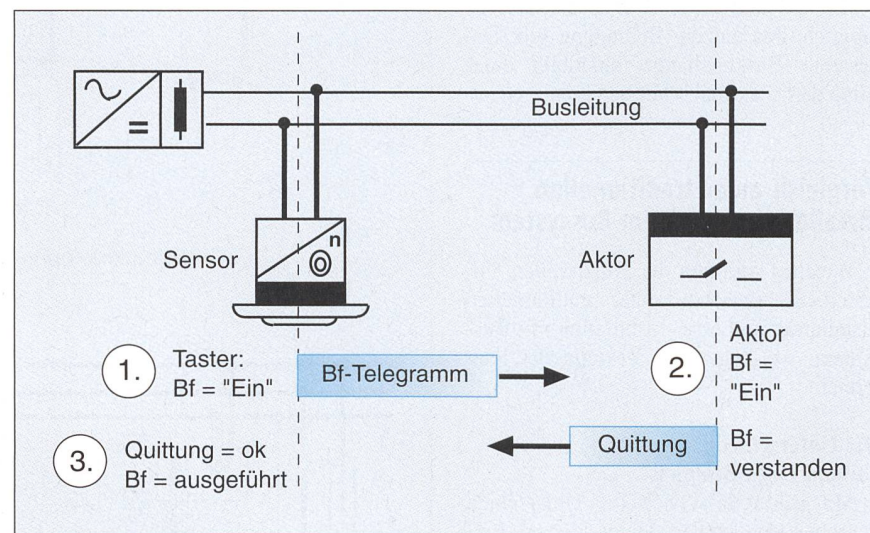 Busleitung
n
Sensor
Aktor
1.
Taster:
Bf = "Ein"
Bf-Telegramm
2.
Aktor
Bf =
"Ein"
3.
Quittung = ok
Bf = ausgeführt
Quittung
Bf =
verstanden